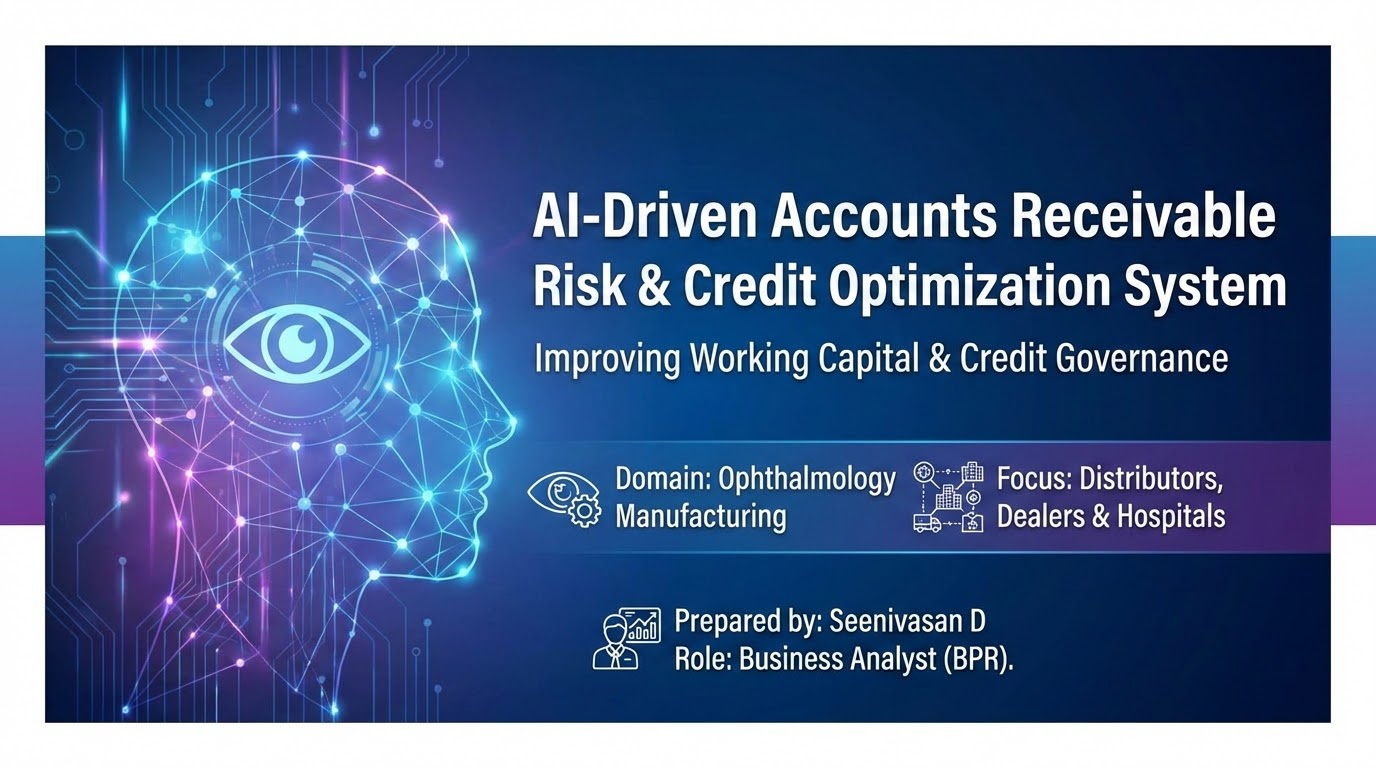 AI-Driven Accounts Receivable
Risk & Credit Optimization System
Improving Working Capital & Credit Governance
Domain: Ophthalmology
Manufacturing
Focus: Distributors,
Dealers & Hospitals
Prepared by: Seenivasan D
Role: Business Analyst (BPR).